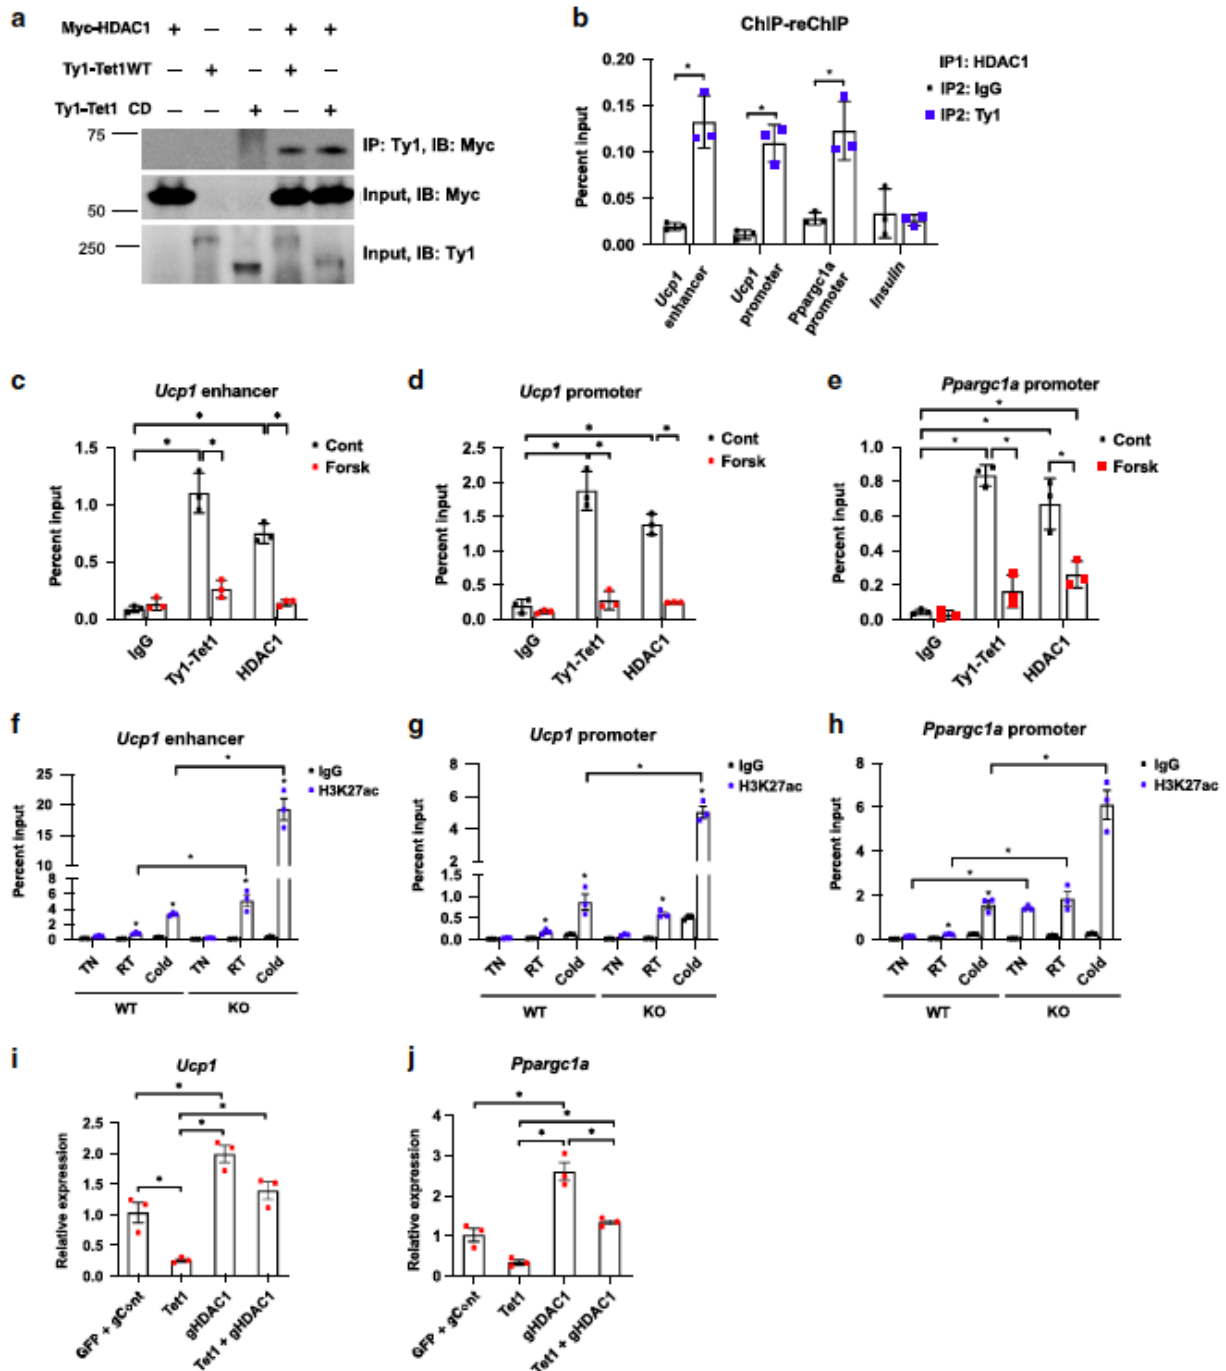 a
Myc-HDAC1 + − − + +
Ty1-Tet1WT − + − + −
Ty1-Tet1 CD − − + − +
75
IP: Ty1, IB: Myc
Input, IB: Myc
50
250
Input, IB: Ty1
b
ChIP-reChIP
Percent input
0.20
0.15
0.10
0.05
0.00
* * *
IP1: HDAC1
IP2: IgG
IP2: Ty1
Ucp1 enhancer
Ucp1 promoter
Ppargc1a promoter
Insulin
c
Ucp1 enhancer
Percent input
1.5
1.0
0.5
0.0
* * * *
Cont
Forsk
IgG
Ty1-Tet1
HDAC1
d
Ucp1 promoter
Percent input
2.5
2.0
1.5
1.0
0.5
0.0
* * * *
Cont
Forsk
IgG
Ty1-Tet1
HDAC1
e
Ppargc1a promoter
Percent input
1.0
0.8
0.6
0.4
0.2
0.0
* * * * *
Cont
Forsk
IgG
Ty1-Tet1
HDAC1
f
Ucp1 enhancer
Percent input
25
20
15
10
8
6
4
2
0
* * * * * *
IgG
H3K27ac
TN RT Cold TN RT Cold
WT KO
g
Ucp1 promoter
Percent input
8
6
4
2
1.5
1.0
0.5
0.0
* * * * *
IgG
H3K27ac
TN RT Cold TN RT Cold
WT KO
h
Ppargc1a promoter
Percent input
8
6
4
2
0
* * * * *
IgG
H3K27ac
TN RT Cold TN RT Cold
WT KO
i
Ucp1
Relative expression
2.5
2.0
1.5
1.0
0.5
0.0
* * * *
GFP + gCont
Tet1
gHDAC1
Tet1 + gHDAC1
j
Ppargc1a
Relative expression
4
3
2
1
0
* * * *
GFP + gCont
Tet1
gHDAC1
Tet1 + gHDAC1